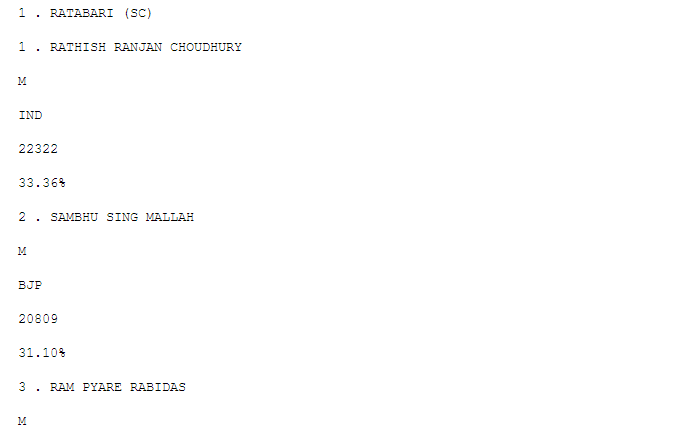 1 . RATABARI (SC)
1 . RATHISH RANJAN CHOUDHURY
M
IND
22322
33.36%
2 . SAMBHU SING MALLAH
M
BJP
20809
31.10%
3 . RAM PYARE RABIDAS
M